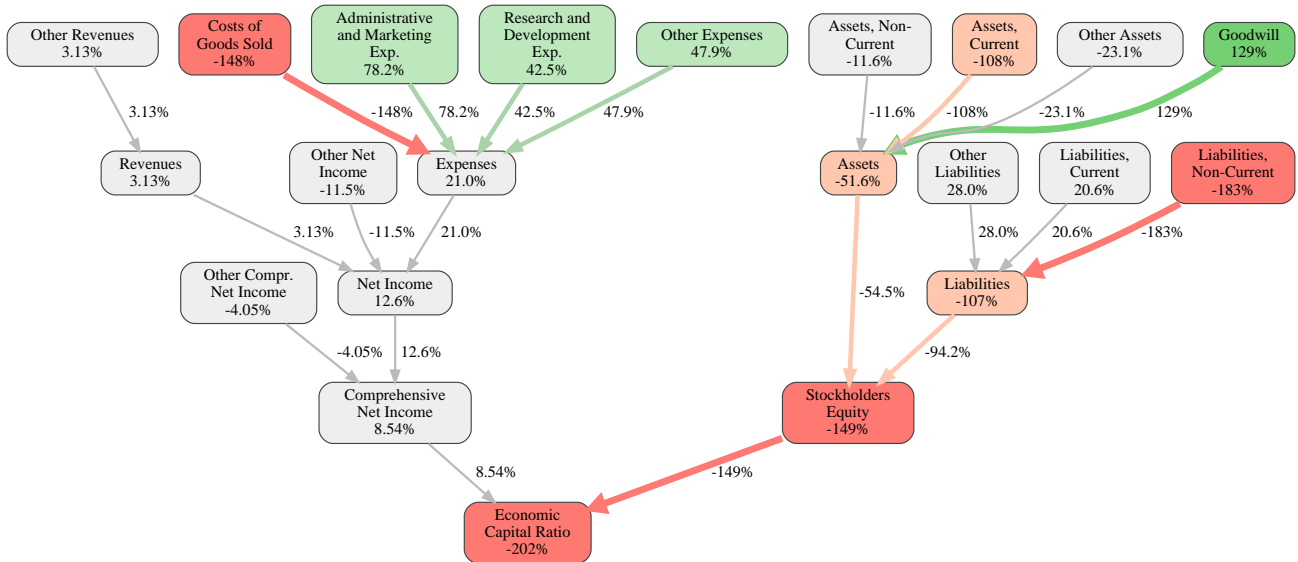 Other Revenues
3.13%
Costs of
Goods Sold
-148%
Administrative
and Marketing
Exp.
78.2%
Research and
Development
Exp.
42.5%
Other Expenses
47.9%
Assets, Non-
Current
-11.6%
Assets,
Current
-108%
Other Assets
-23.1%
Goodwill
129%
3.13%
-148%
78.2%
42.5%
47.9%
-11.6%
-108%
-23.1%
129%
Revenues
3.13%
Other Net
Income
-11.5%
Expenses
21.0%
Assets
-51.6%
Other
Liabilities
28.0%
Liabilities,
Current
20.6%
Liabilities,
Non-Current
-183%
3.13%
-11.5%
21.0%
28.0%
20.6%
-183%
Other Compr.
Net Income
-4.05%
Net Income
12.6%
-54.5%
Liabilities
-107%
-4.05%
12.6%
-94.2%
Comprehensive
Net Income
8.54%
Stockholders
Equity
-149%
8.54%
-149%
Economic
Capital Ratio
-202%